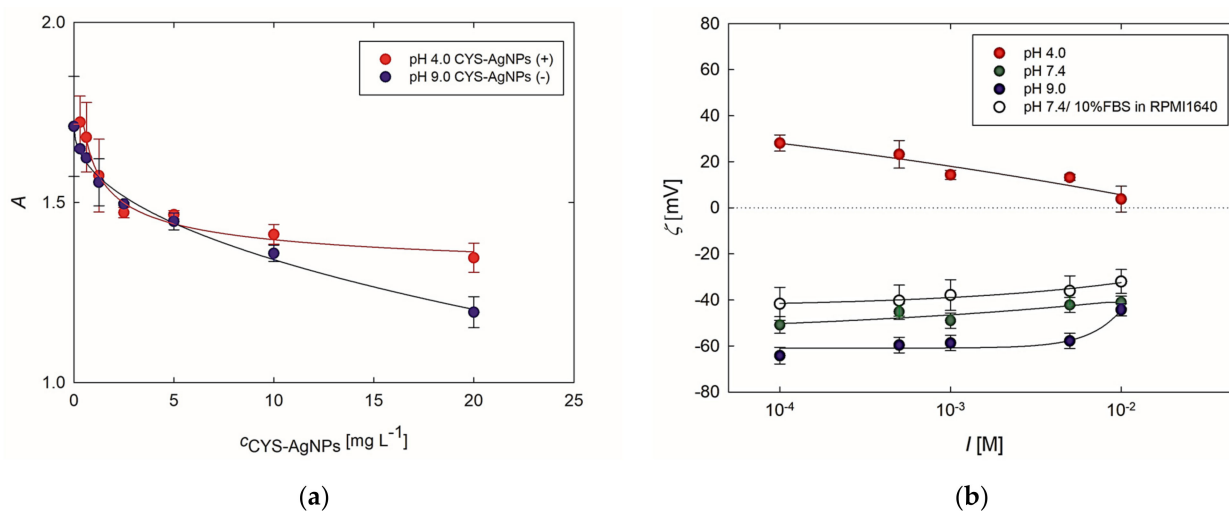 2.0
1.5
1.0
A
pH 4.0 CYS-AgNPs (+)
pH 9.0 CYS-AgNPs (-)
0 5 10 15 20 25
cCYS-AgNPs [mg L-1]
(a)
80
60
40
20
0
-20
-40
-60
-80
ζ [mV]
pH 4.0
pH 7.4
pH 9.0
pH 7.4/ 10%FBS in RPMI1640
10-4 10-3 10-2
I [M]
(b)